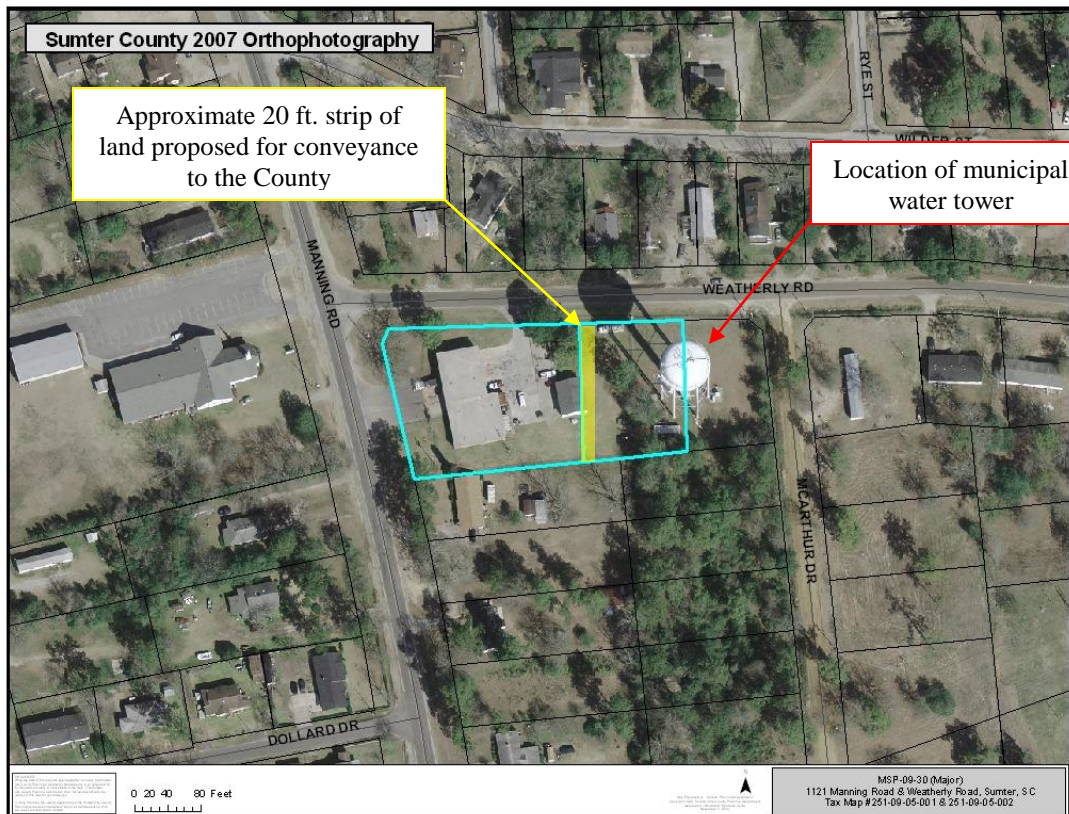 Sumter County 2007 Orthophotography
Approximate 20 ft. strip of
land proposed for conveyance
to the County
Location of municipal
water tower
RYE ST
WILDER ST
MANNING RD
WEATHERLY RD
MCARTHUR DR
DOLLARD DR
0 20 40 80 Feet
N
MSP-09-30 (Major)
1121 Manning Road & Weatherly Road, Sumter, SC
Tax Map #251-09-05-001 & 251-09-05-002